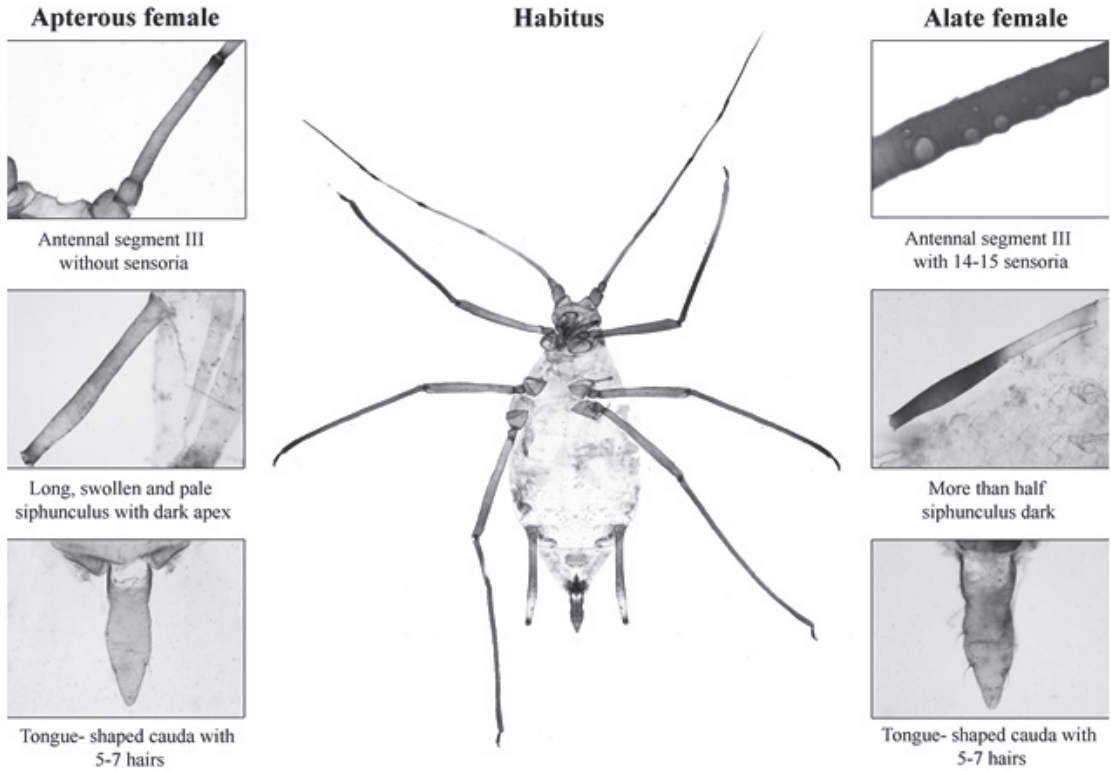 Apterous female
Habitus
Alate female
Antennal segment III
without sensoria
Antennal segment III
with 14-15 sensoria
Long, swollen and pale
siphunculus with dark apex
More than half
siphunculus dark
Tongue- shaped cauda with
5-7 hairs
Tongue- shaped cauda with
5-7 hairs